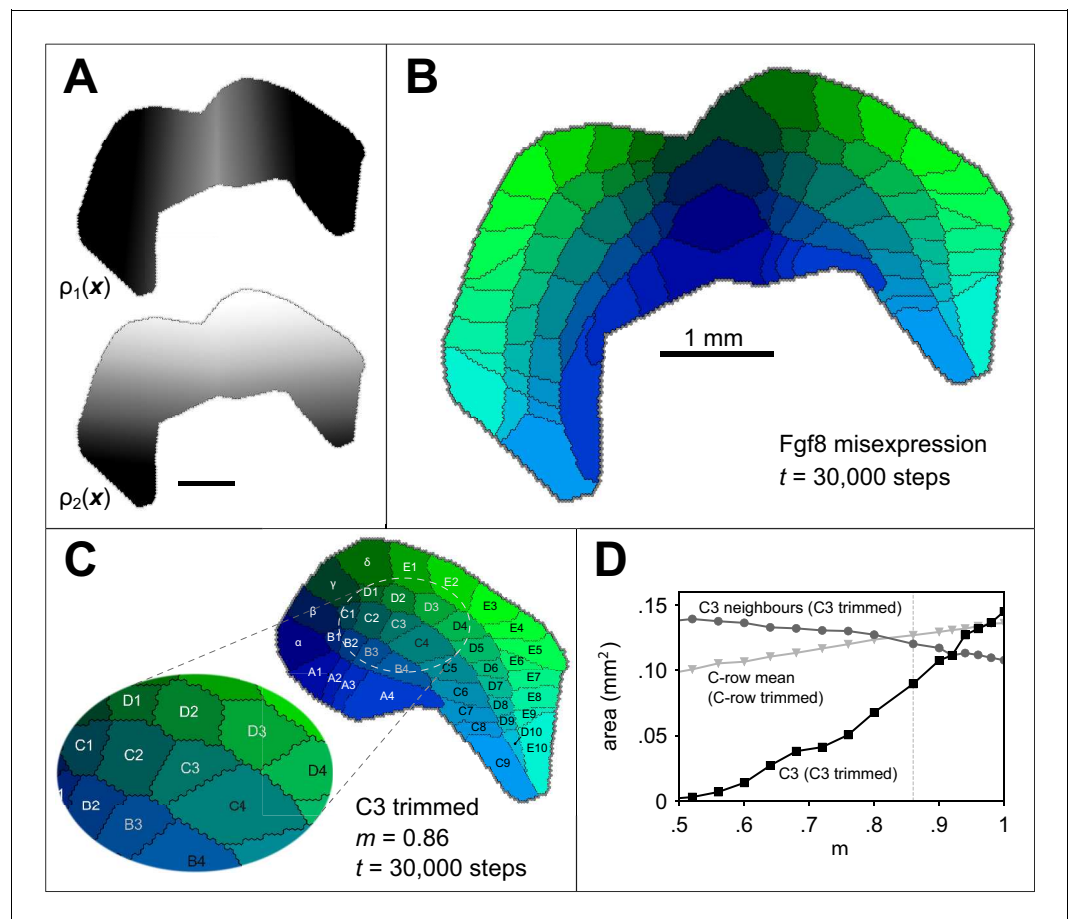 A
ρ1(x)
ρ2(x)
B
1 mm
Fgf8 misexpression
t = 30,000 steps
C
γ δ E1 E2 E3 E4 E5 E6 E7 E8 E9 E10
β D1 D2 D3 D4 D5 D6 D7 D8 D9 D10
C1 C2 C3 C4 C5 C6 C7 C8 C9
α B1 B2 B3 B4
A1 A2 A3 A4
D1 D2 D3 D4
C1 C2 C3 C4
1 D2 B3 B4
C3 trimmed
m = 0.86
t = 30,000 steps
D
.15
.10
.05
0
area (mm2)
C3 neighbours (C3 trimmed)
C-row mean
(C-row trimmed)
C3 (C3 trimmed)
.5 .6 .7 .8 .9 1
m